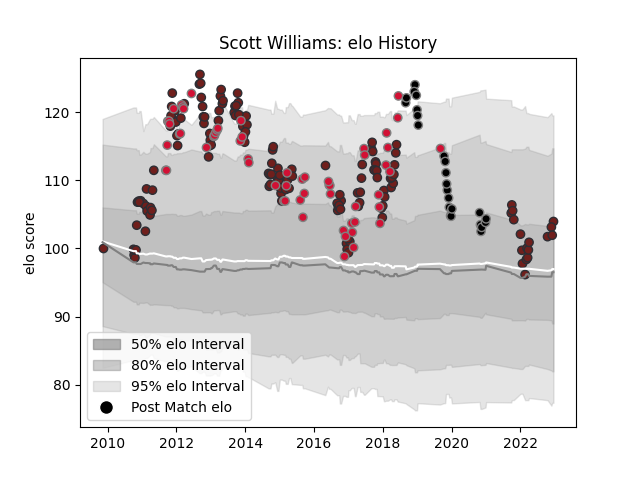 Scott Williams: elo History
elo score
120
110
100
90
80
50% elo Interval
80% elo Interval
95% elo Interval
Post Match elo
2010 2012 2014 2016 2018 2020 2022